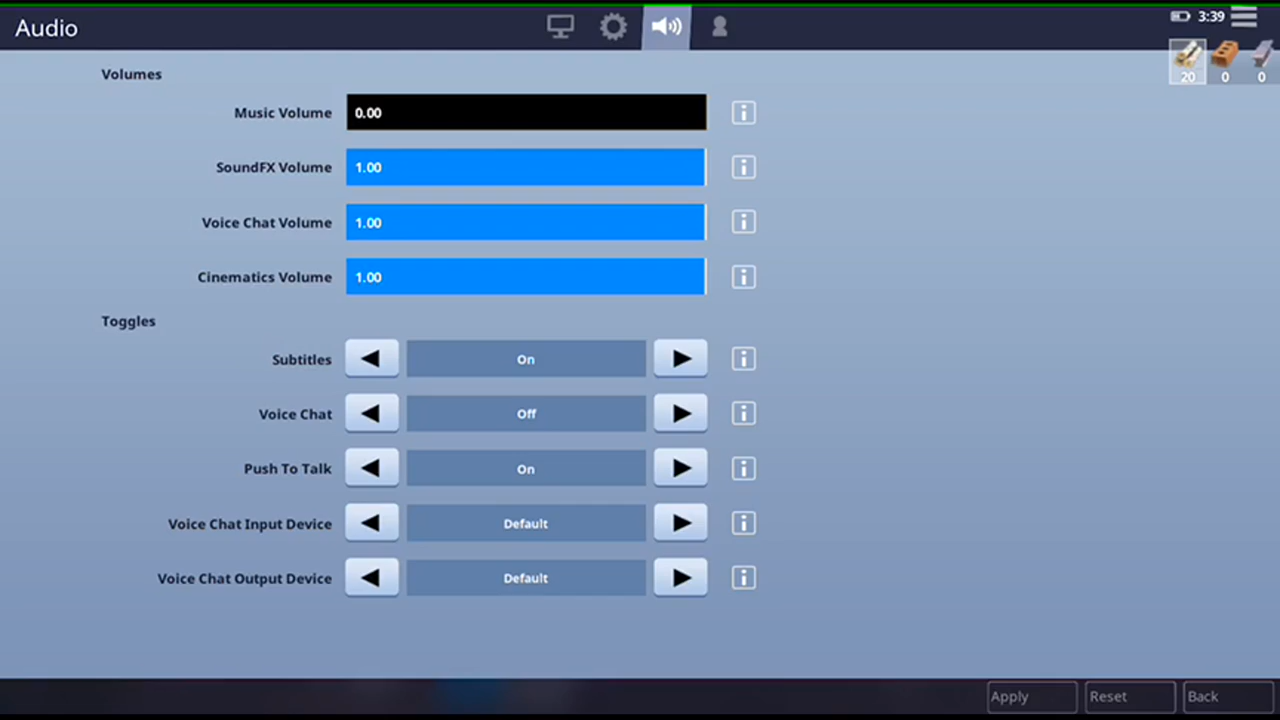 Audio
3:39
20 0 0
Volumes
Music Volume 0.00
SoundFX Volume 1.00
Voice Chat Volume 1.00
Cinematics Volume 1.00
Toggles
Subtitles On
Voice Chat Off
Push To Talk On
Voice Chat Input Device Default
Voice Chat Output Device Default
Apply Reset Back